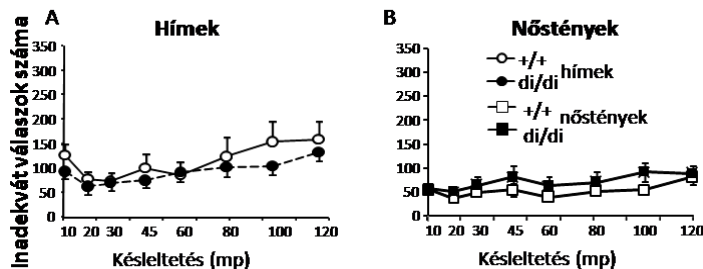 A
Hímek
Inadekvát válaszok száma
350
300
250
200
150
100
50
0
10 20 30 45 60 80 100 120
Késleltetés (mp)
B
Nőstények
350
300
250
200
150
100
50
0
+/+
di/di hímek
+/+
di/di nőstények
10 20 30 45 60 80 100 120
Késleltetés (mp)